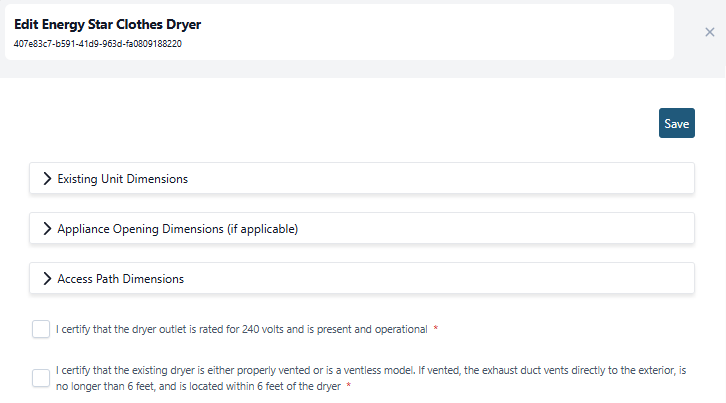 Edit Energy Star Clothes Dryer
407e83c7-b591-41d9-963d-fa0809188220
Save
Existing Unit Dimensions
Appliance Opening Dimensions (if applicable)
Access Path Dimensions
I certify that the dryer outlet is rated for 240 volts and is present and operational *
I certify that the existing dryer is either properly vented or is a ventless model. If vented, the exhaust duct vents directly to the exterior, is
no longer than 6 feet, and is located within 6 feet of the dryer *